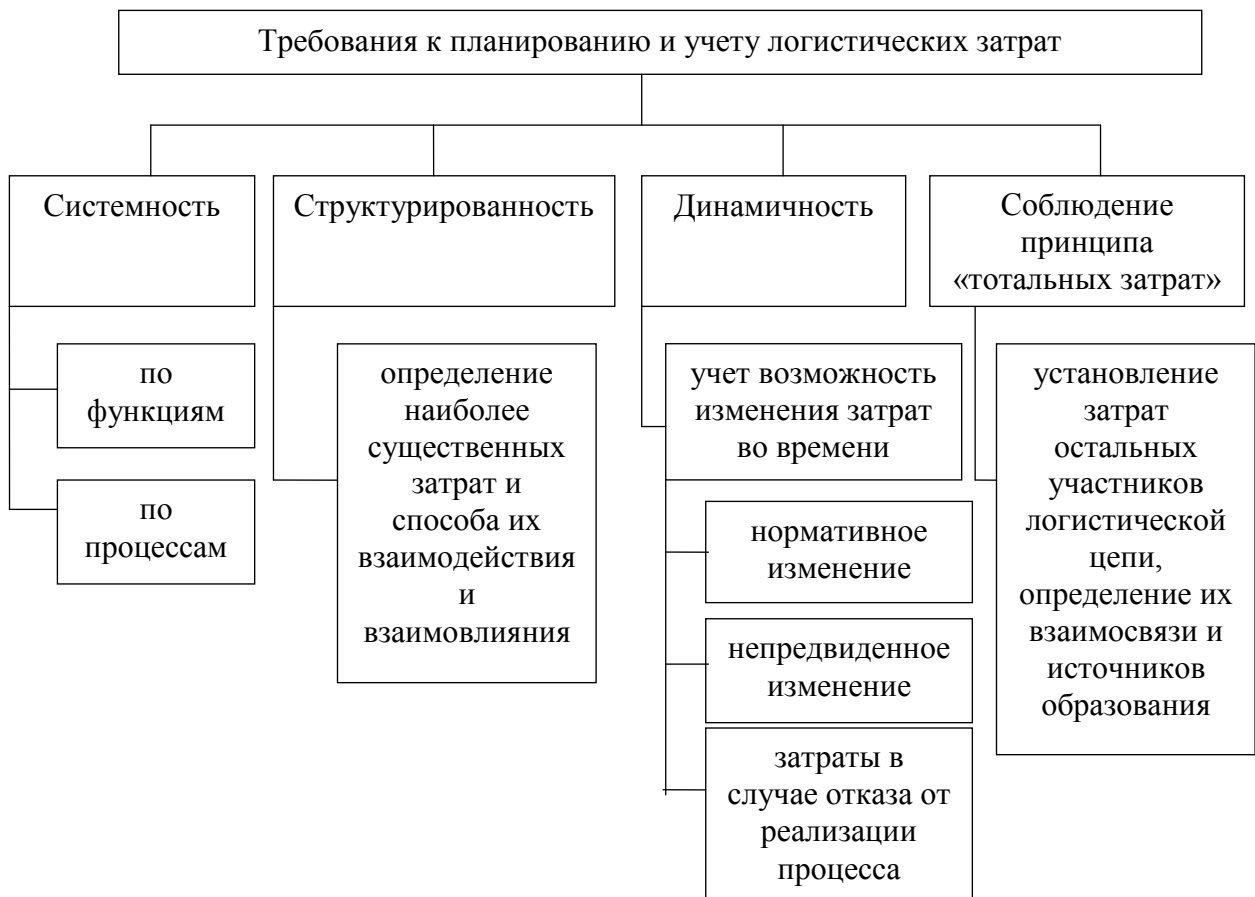 Требования к планированию и учету логистических затрат
Системность
Структурированность
Динамичность
Соблюдение
принципа
«тотальных затрат»
по
функциям
по
процессам
определение
наиболее
существенных
затрат и
способа их
взаимодействия
и
взаимовлияния
учет возможность
изменения затрат
во времени
нормативное
изменение
непредвиденное
изменение
затраты в
случае отказа от
реализации
процесса
установление
затрат
остальных
участников
логистической
цепи,
определение их
взаимосвязи и
источников
образования